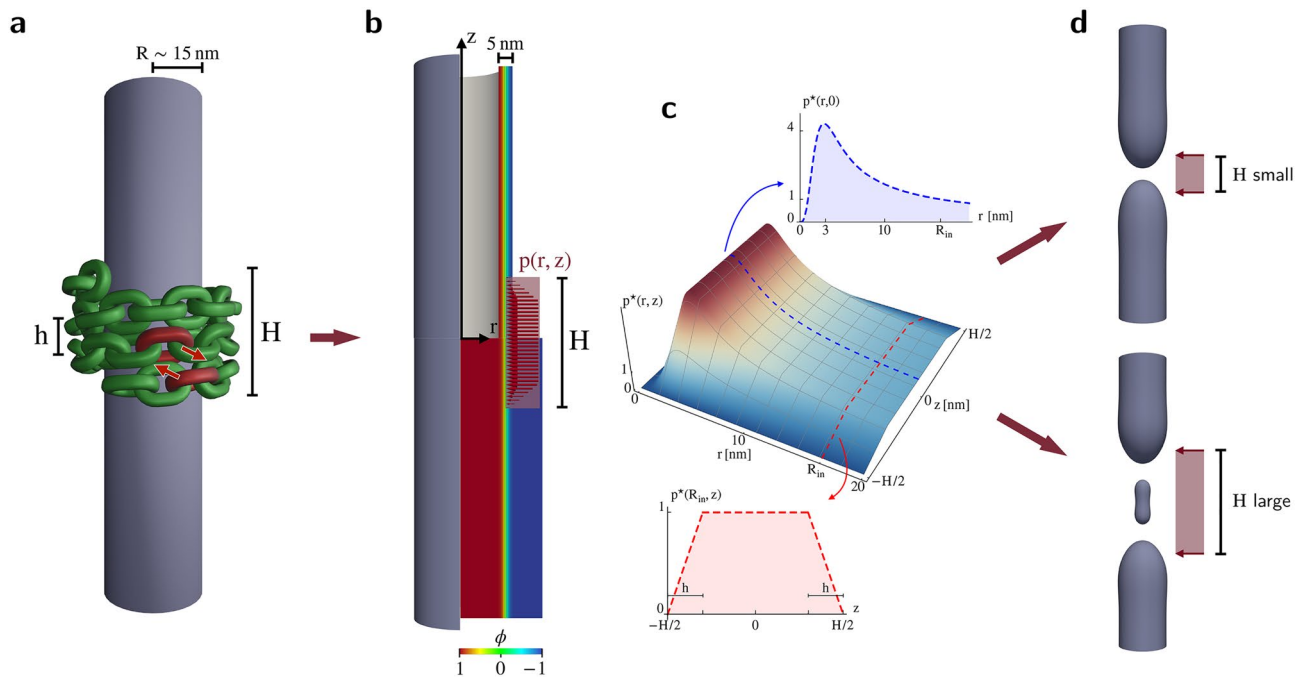 a
R ~ 15 nm
h
H
b
z
5 nm
r
p(r, z)
H
ϕ
1 0 −1
c
p⋆(r,0)
4
1
0
0 3 10 R_in
r [nm]
p⋆(r, z)
1
0
0
10
r [nm]
R_in
20
−H/2
0
z [nm]
H/2
p⋆(R_in, z)
1
0
h
h
z
−H/2 0 H/2
d
H small
H large